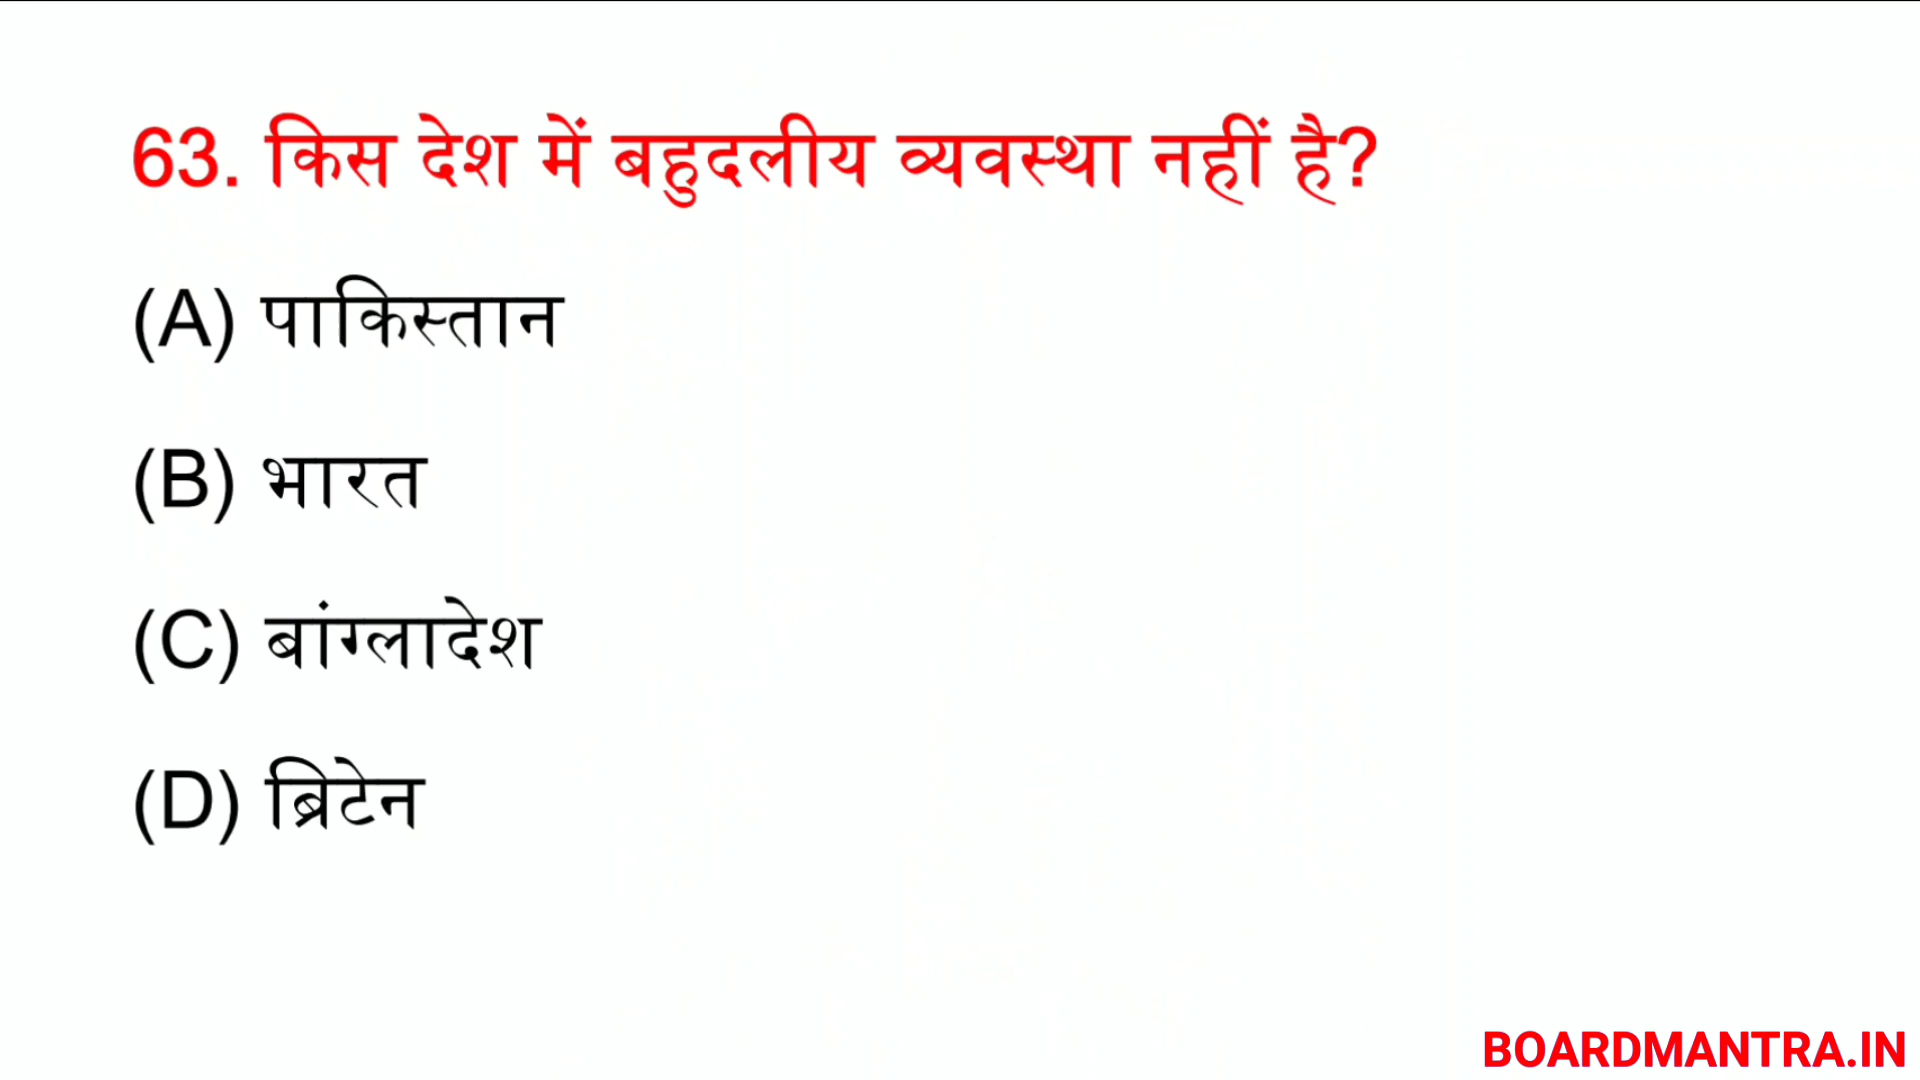 63. किस देश में बहुदलीय व्यवस्था नहीं है?
(A) पाकिस्तान
(B) भारत
(C) बांग्लादेश
(D) ब्रिटेन
BOARDMANTRA.IN